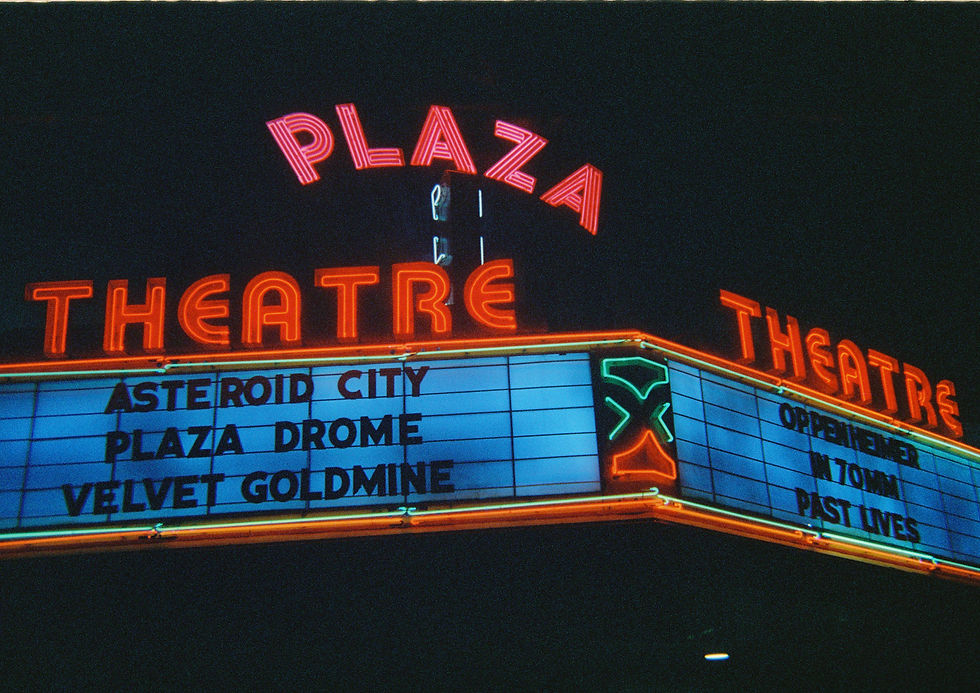 PLAZA
THEATRE
THEATRE
ASTEROID CITY
PLAZA DROME
VELVET GOLDMINE
OPPENHEIMER
IN 70MM
PAST LIVES